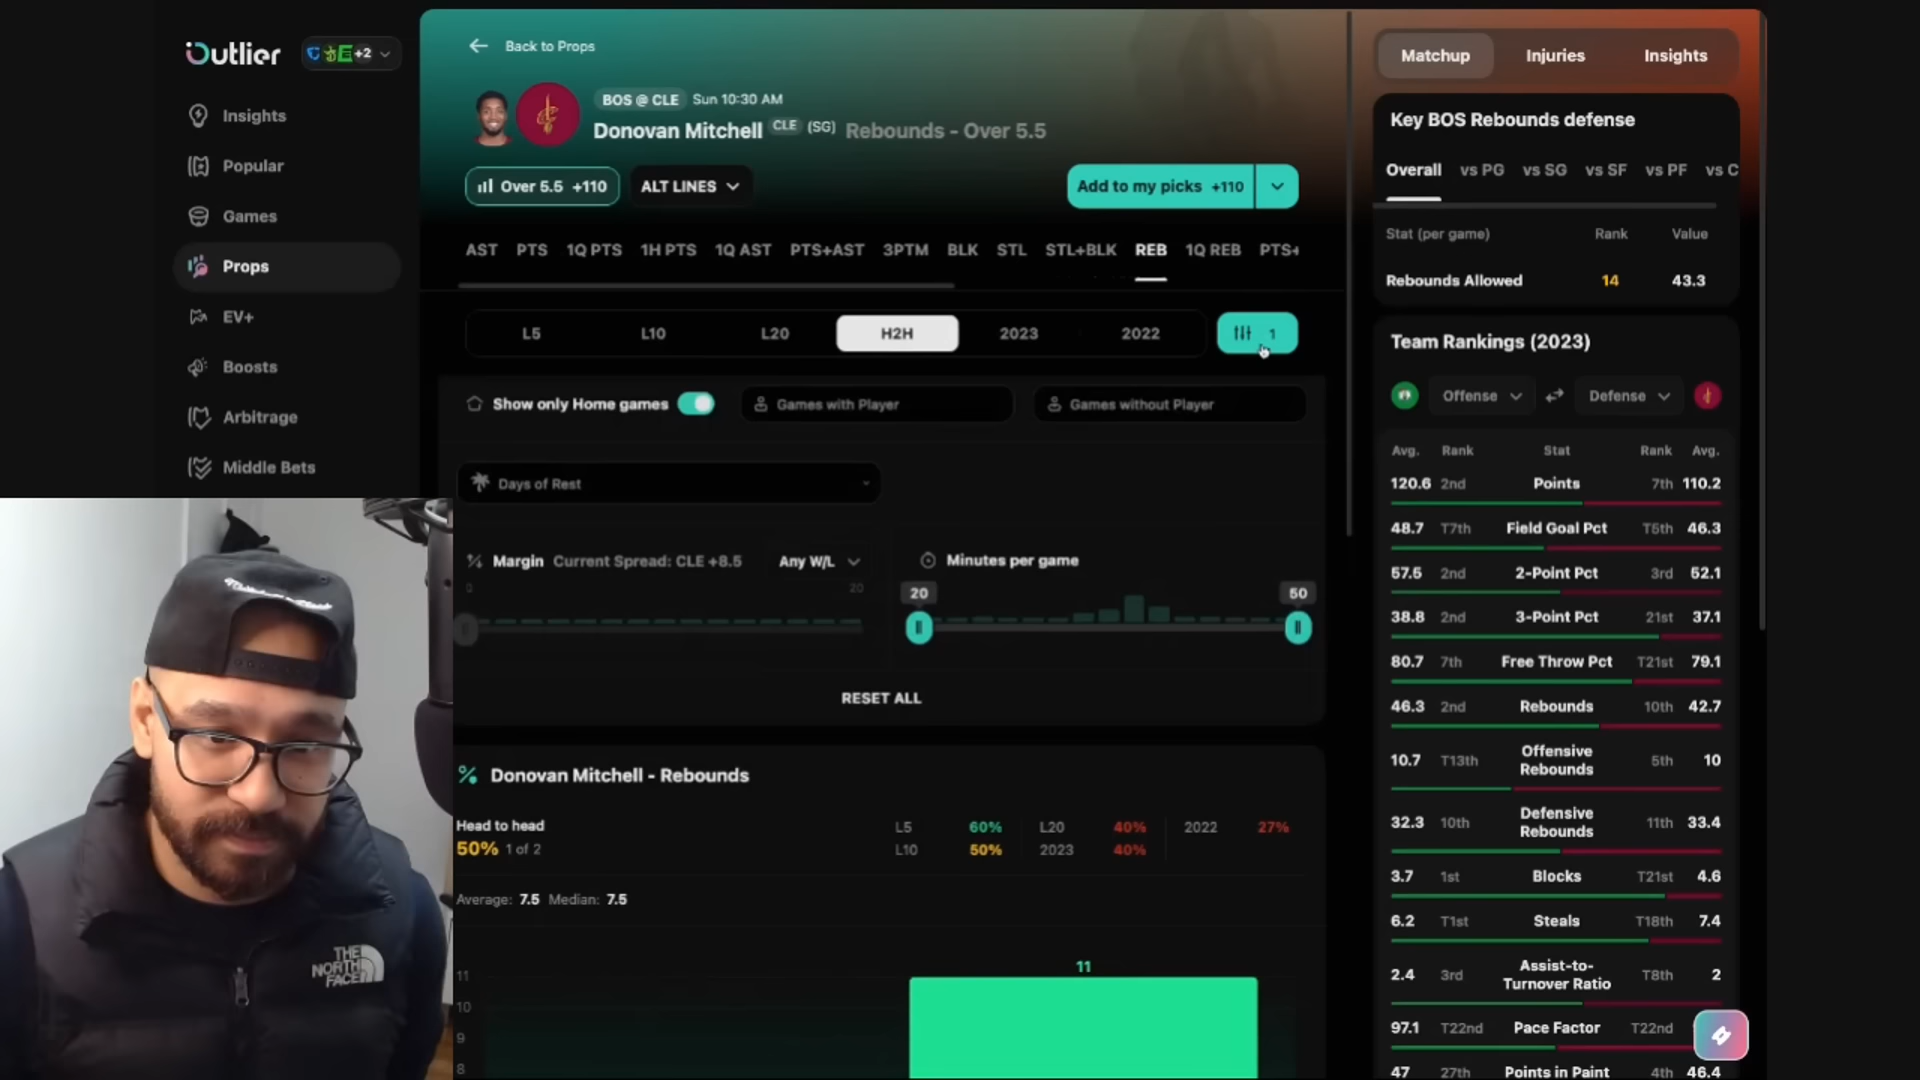 Outlier
+2
Insights
Popular
Games
Props
EV+
Boosts
Arbitrage
Middle Bets
Back to Props
BOS @ CLE Sun 10:30 AM
Donovan Mitchell CLE (SG) Rebounds - Over 5.5
Over 5.5 +110 ALT LINES
Add to my picks +110
AST PTS 1Q PTS 1H PTS 1Q AST PTS+AST 3PTM BLK STL STL+BLK REB 1Q REB PTS+
L5 L10 L20 H2H 2023 2022 1
Show only Home games Games with Player Games without Player
Days of Rest
Margin Current Spread: CLE +8.5 Any W/L
0 20
Minutes per game
20 50
RESET ALL
Donovan Mitchell - Rebounds
Head to head
50% 1 of 2
L5 60% L20 40% 2022 27%
L10 50% 2023 40%
Average: 7.5 Median: 7.5
11
11
10
9
8
Matchup Injuries Insights
Key BOS Rebounds defense
Overall vs PG vs SG vs SF vs PF vs C
Stat (per game) Rank Value
Rebounds Allowed 14 43.3
Team Rankings (2023)
Offense Defense
Avg. Rank Stat Rank Avg.
120.6 2nd Points 7th 110.2
48.7 T7th Field Goal Pct T5th 46.3
57.5 2nd 2-Point Pct 3rd 52.1
38.8 2nd 3-Point Pct 21st 37.1
80.7 7th Free Throw Pct T21st 79.1
46.3 2nd Rebounds 10th 42.7
10.7 T13th Offensive Rebounds 5th 10
32.3 10th Defensive Rebounds 11th 33.4
3.7 1st Blocks T21st 4.6
6.2 T1st Steals T18th 7.4
2.4 3rd Assist-to-Turnover Ratio T8th 2
97.1 T22nd Pace Factor T22nd
47 27th Points in Paint 4th 46.4
THE
NORTH
FACE